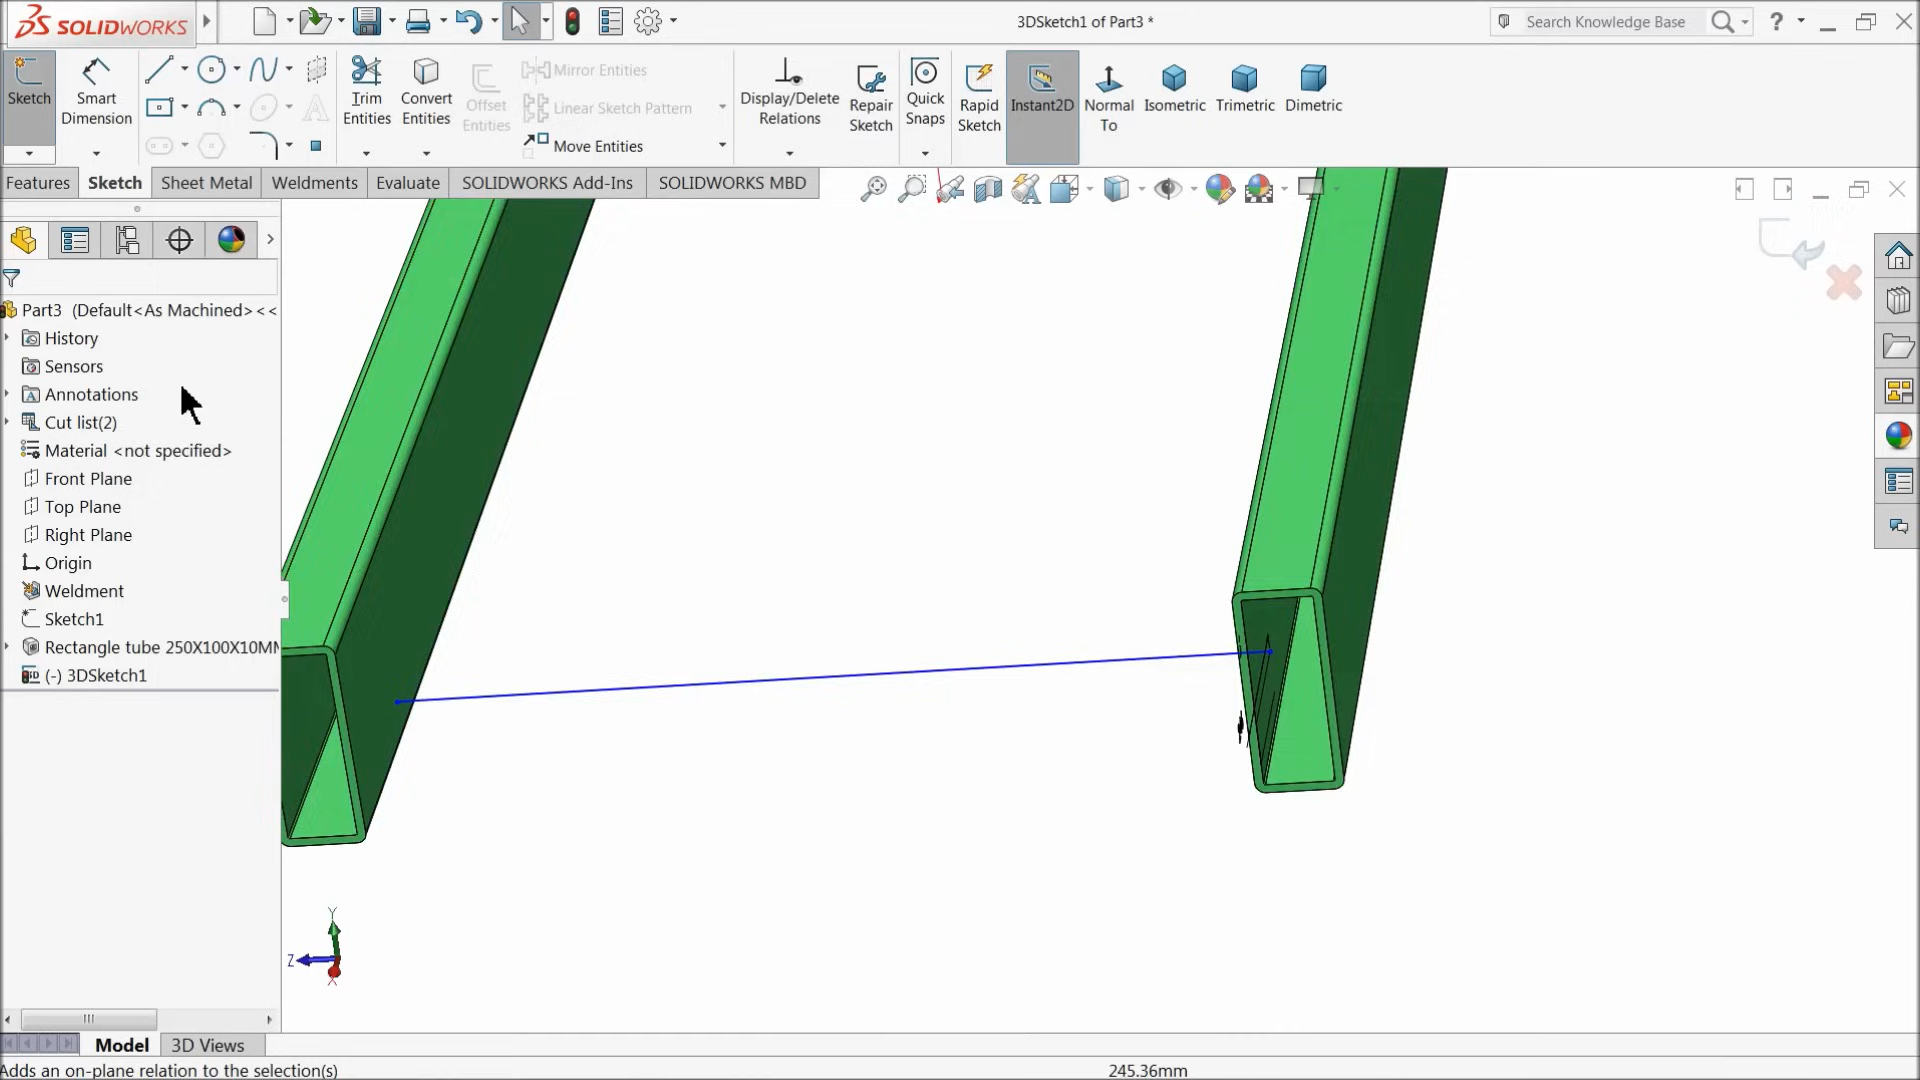 SOLIDWORKS
3DSketch1 of Part3 *
Search Knowledge Base
?
Sketch
Smart Dimension
Trim Entities
Convert Entities
Offset Entities
Mirror Entities
Linear Sketch Pattern
Move Entities
Display/Delete Relations
Repair Sketch
Quick Snaps
Rapid Sketch
Instant2D
Normal To
Isometric
Trimetric
Dimetric
Features
Sketch
Sheet Metal
Weldments
Evaluate
SOLIDWORKS Add-Ins
SOLIDWORKS MBD
Part3 (Default<As Machined><<
History
Sensors
Annotations
Cut list(2)
Material <not specified>
Front Plane
Top Plane
Right Plane
Origin
Weldment
Sketch1
Rectangle tube 250X100X10MM
(-) 3DSketch1
Y
Z
X
Model
3D Views
Adds an on-plane relation to the selection(s)
245.36mm